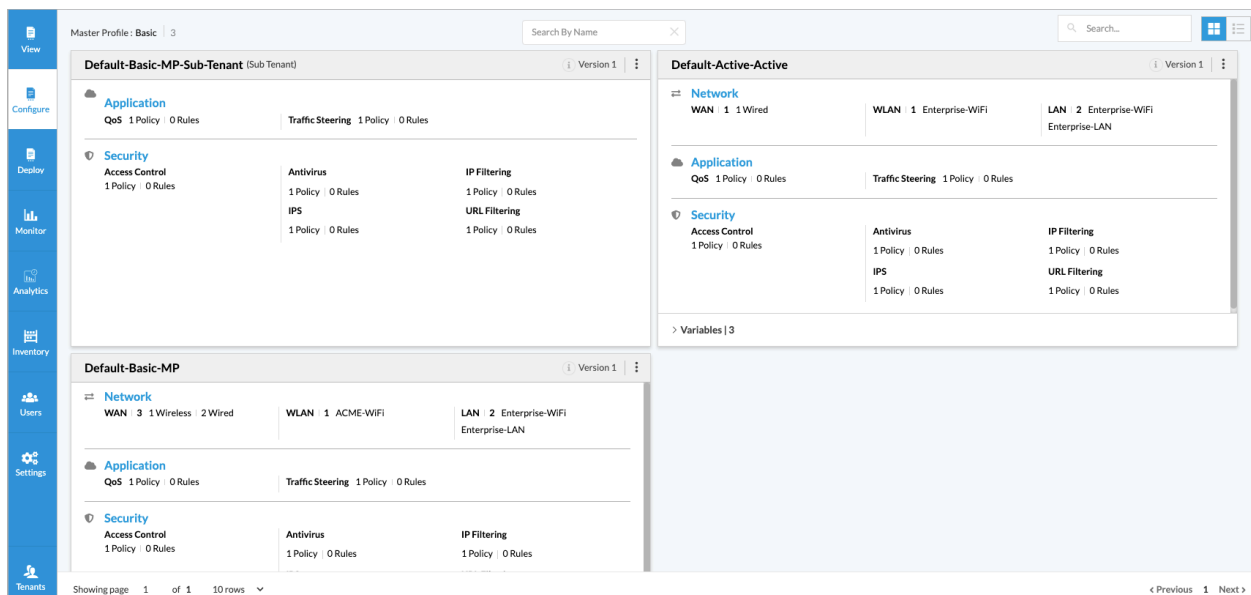 View
Configure
Deploy
Monitor
Analytics
Inventory
Users
Settings
Tenants
Master Profile : Basic 3
Search By Name
Search...
Default-Basic-MP-Sub-Tenant (Sub Tenant) Version 1
Application
QoS 1 Policy 0 Rules Traffic Steering 1 Policy 0 Rules
Security
Access Control Antivirus IP Filtering
1 Policy 0 Rules 1 Policy 0 Rules 1 Policy 0 Rules
IPS URL Filtering
1 Policy 0 Rules 1 Policy 0 Rules
Default-Active-Active Version 1
Network
WAN 1 1 Wired WLAN 1 Enterprise-WiFi LAN 2 Enterprise-WiFi
Enterprise-LAN
Application
QoS 1 Policy 0 Rules Traffic Steering 1 Policy 0 Rules
Security
Access Control Antivirus IP Filtering
1 Policy 0 Rules 1 Policy 0 Rules 1 Policy 0 Rules
IPS URL Filtering
1 Policy 0 Rules 1 Policy 0 Rules
> Variables | 3
Default-Basic-MP Version 1
Network
WAN 3 1 Wireless 2 Wired WLAN 1 ACME-WiFi LAN 2 Enterprise-WiFi
Enterprise-LAN
Application
QoS 1 Policy 0 Rules Traffic Steering 1 Policy 0 Rules
Security
Access Control Antivirus IP Filtering
1 Policy 0 Rules 1 Policy 0 Rules 1 Policy 0 Rules
Showing page 1 of 1 10 rows
< Previous 1 Next >